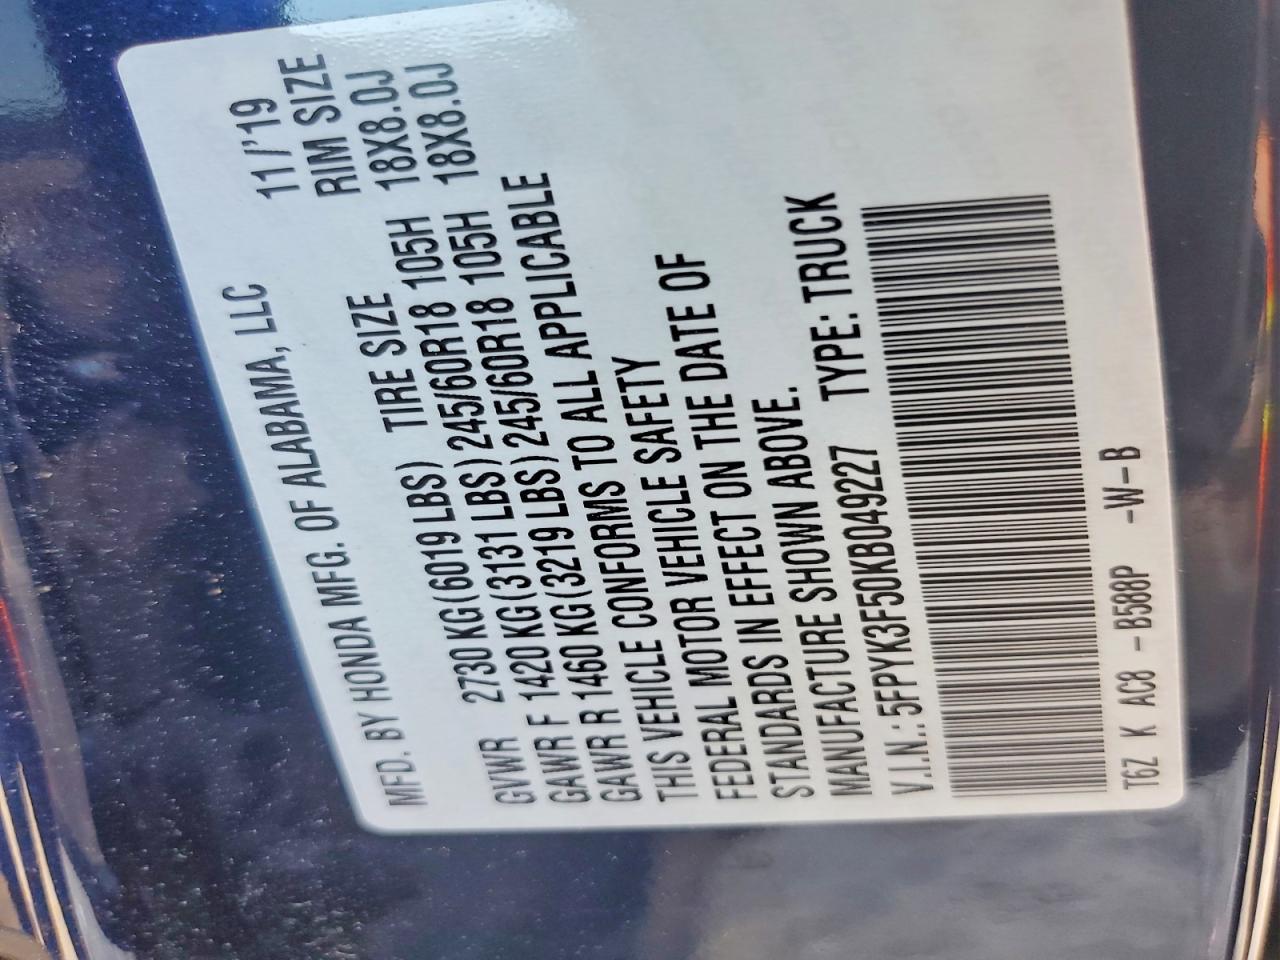 MFD. BY HONDA MFG. OF ALABAMA, LLC 11/'19
TIRE SIZE RIM SIZE
GVWR 2730 KG(6019 LBS)
GAWR F 1420 KG(3131 LBS) 245/60R18 105H 18X8.0J
GAWR R 1460 KG(3219 LBS) 245/60R18 105H 18X8.0J
THIS VEHICLE CONFORMS TO ALL APPLICABLE
FEDERAL MOTOR VEHICLE SAFETY
STANDARDS IN EFFECT ON THE DATE OF
MANUFACTURE SHOWN ABOVE.
V.I.N.: 5FPYK3F50KB049227 TYPE: TRUCK
T6Z K AC8 - B588P -W-B